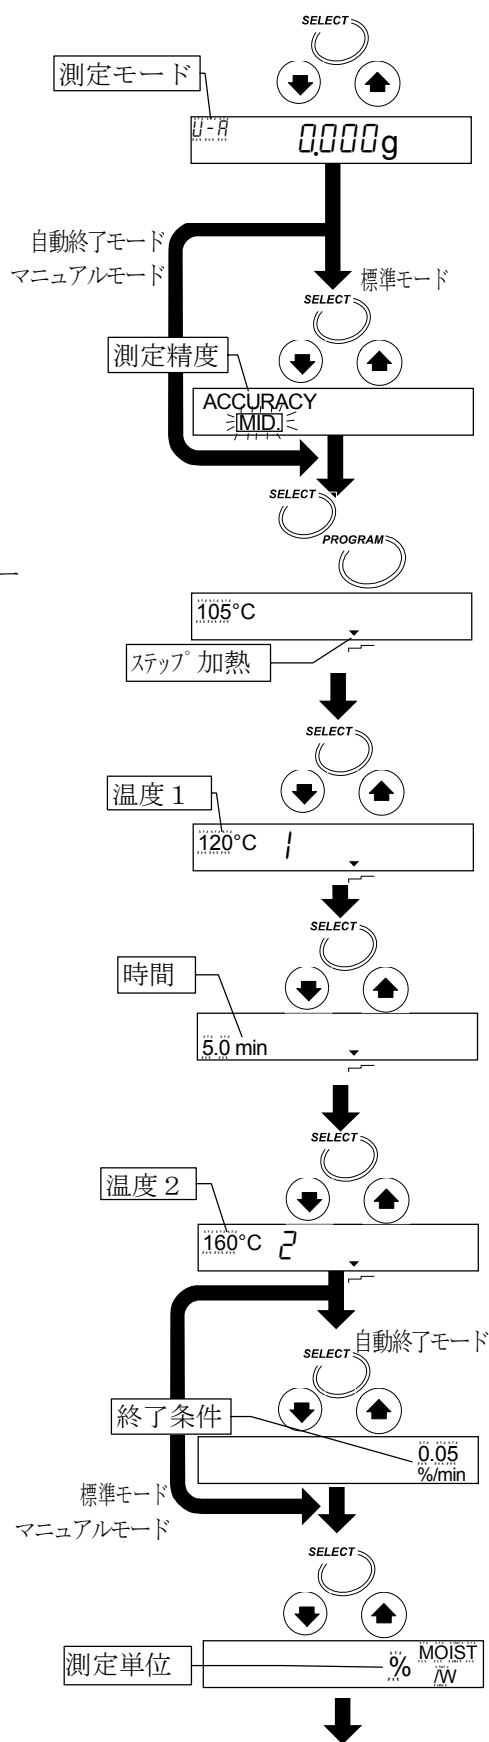 SELECT
測定モード
U-A 0.000g
自動終了モード
マニュアルモード
標準モード
SELECT
測定精度
ACCURACY
MID.
SELECT
PROGRAM
ー
105°C
ステップ加熱
SELECT
温度1
120°C 1
SELECT
時間
5.0 min
SELECT
温度2
160°C 2
自動終了モード
SELECT
終了条件
0.05
%/min
標準モード
マニュアルモード
SELECT
測定単位
% MOIST
/W